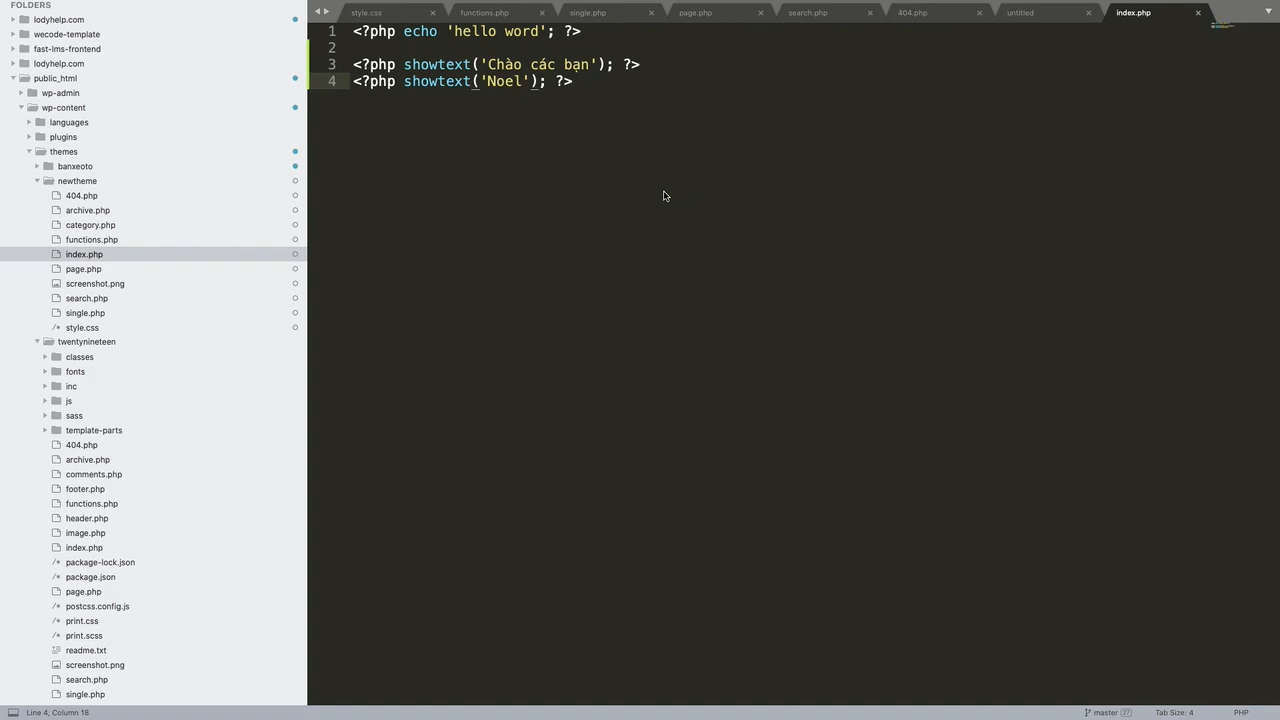 FOLDERS
lodyhelp.com
wecode-template
fast-lms-frontend
lodyhelp.com
public_html
wp-admin
wp-content
languages
plugins
themes
banxeoto
newtheme
404.php
archive.php
category.php
functions.php
index.php
page.php
screenshot.png
search.php
single.php
/* style.css
twentynineteen
classes
fonts
inc
js
sass
template-parts
404.php
archive.php
comments.php
footer.php
functions.php
header.php
image.php
index.php
/* package-lock.json
/* package.json
page.php
/* postcss.config.js
/* print.css
/* print.scss
readme.txt
screenshot.png
search.php
single.php
style.css × functions.php × single.php × page.php × search.php × 404.php × untitled × index.php ×
1 <?php echo 'hello word'; ?>
2
3 <?php showtext('Chào các bạn'); ?>
4 <?php showtext('Noel'); ?>
Line 4, Column 18 master 27 Tab Size: 4 PHP